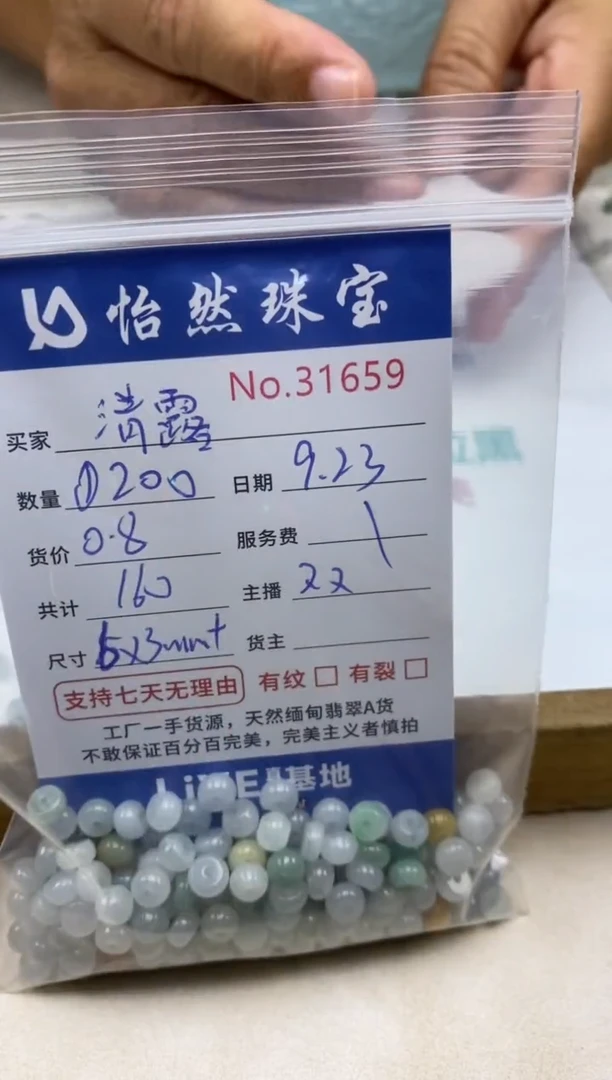 怡然珠宝
No.31659
买家 清露
数量 ①200 日期 9.23
货价 0.8 服务费 \
共计 160 主播 XX
尺寸 5x3mm+ 货主
支持七天无理由 有纹 □ 有裂 □
工厂一手货源，天然缅甸翡翠A货
不敢保证百分百完美，完美主义者慎拍
基地